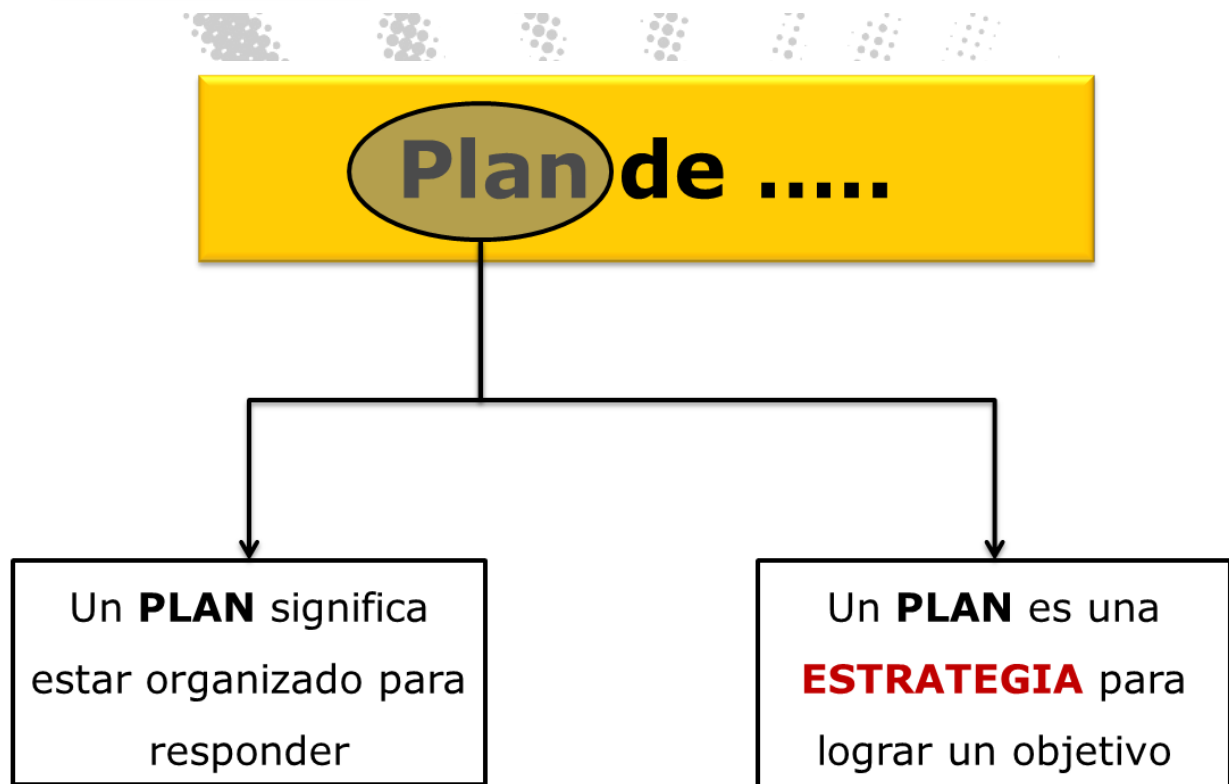 Plan de .....
Un PLAN significa
estar organizado para
responder
Un PLAN es una
ESTRATEGIA para
lograr un objetivo